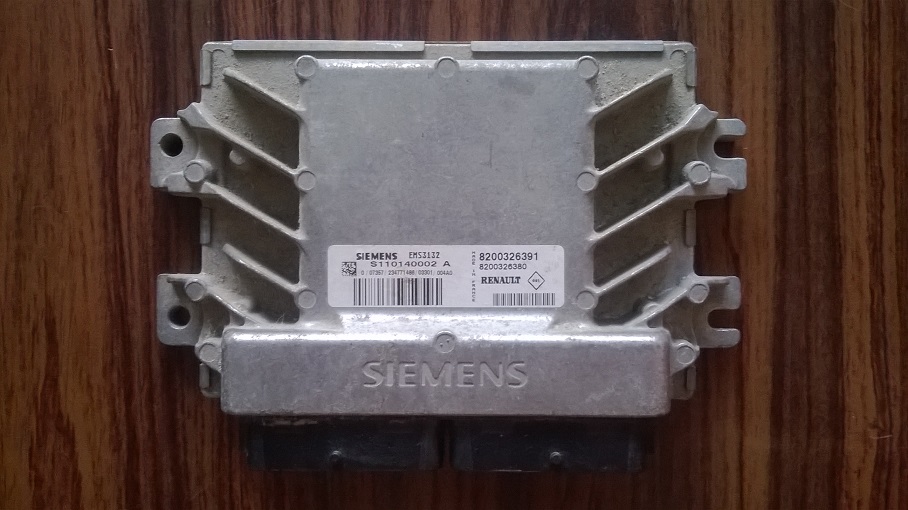 SIEMENS EMS3132
S110140002 A
8200326391
8200326380
RENAULT
SIEMENS